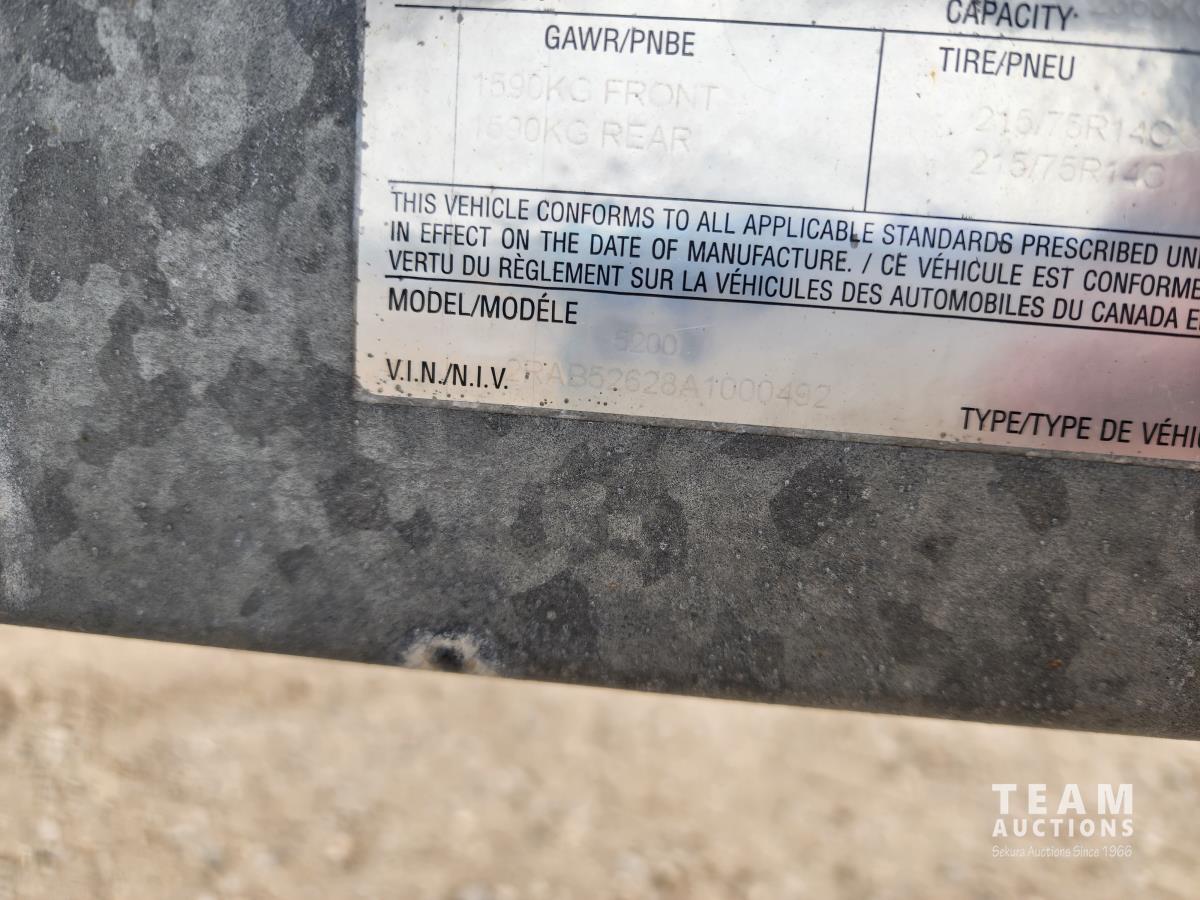 CAPACITY
GAWR/PNBE
TIRE/PNEU
1590KG FRONT
215/75R14C
1590KG REAR
215/75R14C
THIS VEHICLE CONFORMS TO ALL APPLICABLE STANDARDS PRESCRIBED
IN EFFECT ON THE DATE OF MANUFACTURE. / CE VÉHICULE EST CONFORME
VERTU DU RÈGLEMENT SUR LA VÉHICULES DES AUTOMOBILES DU CANADA
MODEL/MODÉLE
5200
V.I.N./N.I.V. 2RAB52628A1000492
TYPE/TYPE DE
TEAM
AUCTIONS
Sekura Auctions Since 1966